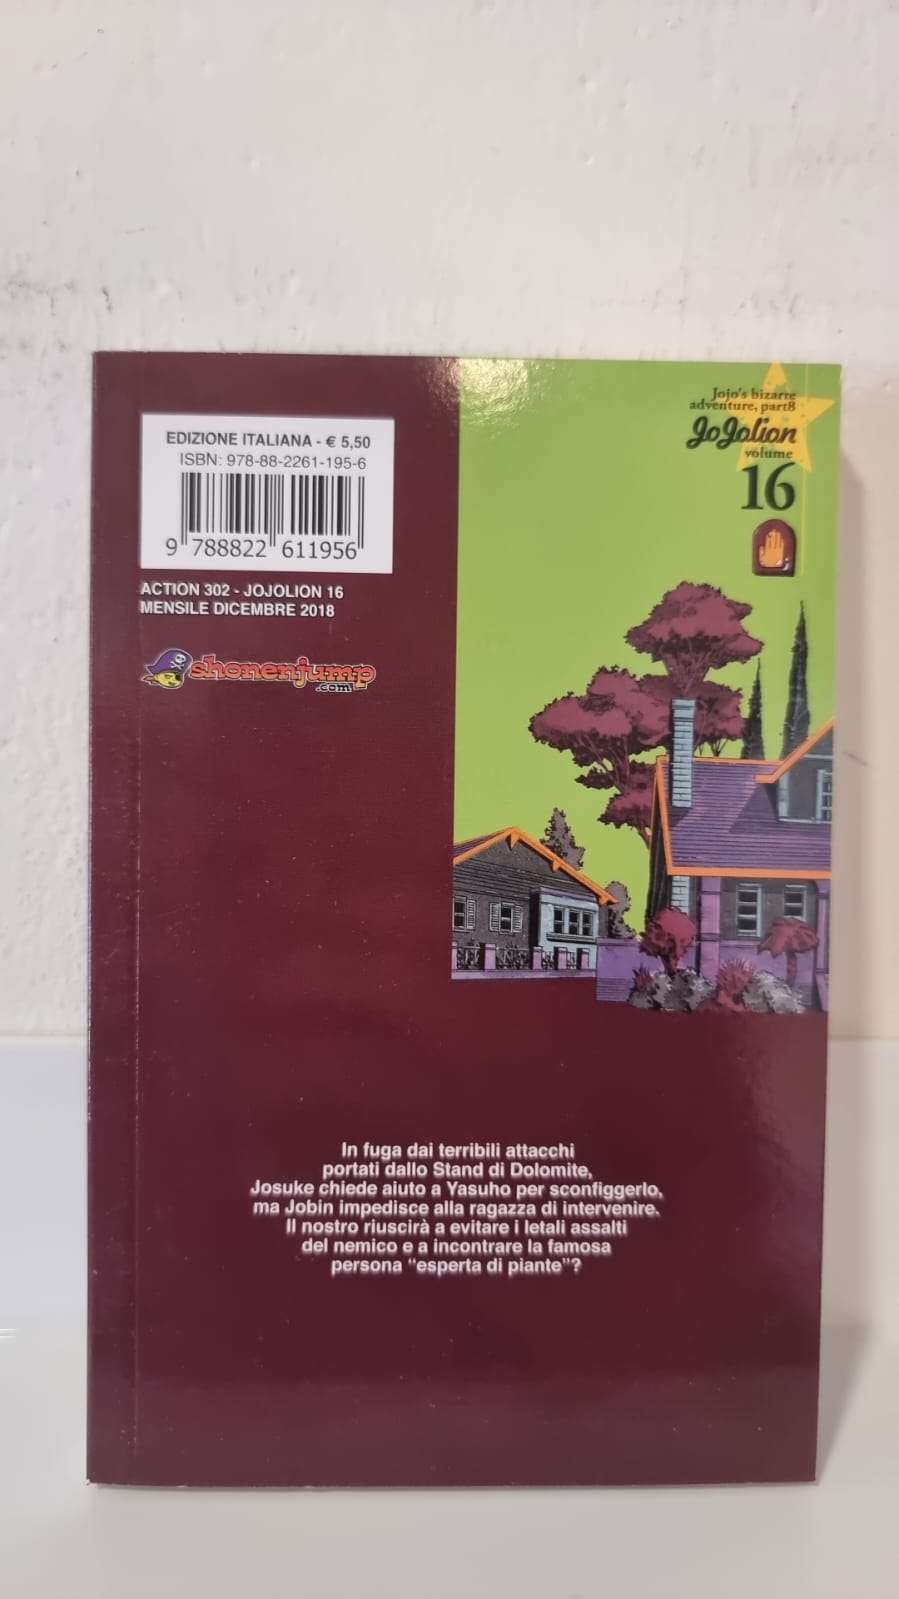 EDIZIONE ITALIANA - € 5,50
ISBN: 978-88-2261-195-6
9 788822 611956
ACTION 302 - JOJOLION 16
MENSILE DICEMBRE 2018
shonenjump
.com
Jojo's bizarre
adventure, part8
JoJolion
volume
16
In fuga dai terribili attacchi
portati dallo Stand di Dolomite,
Josuke chiede aiuto a Yasuho per sconfiggerlo,
ma Jobin impedisce alla ragazza di intervenire.
Il nostro riuscirà a evitare i letali assalti
del nemico e a incontrare la famosa
persona “esperta di piante”?